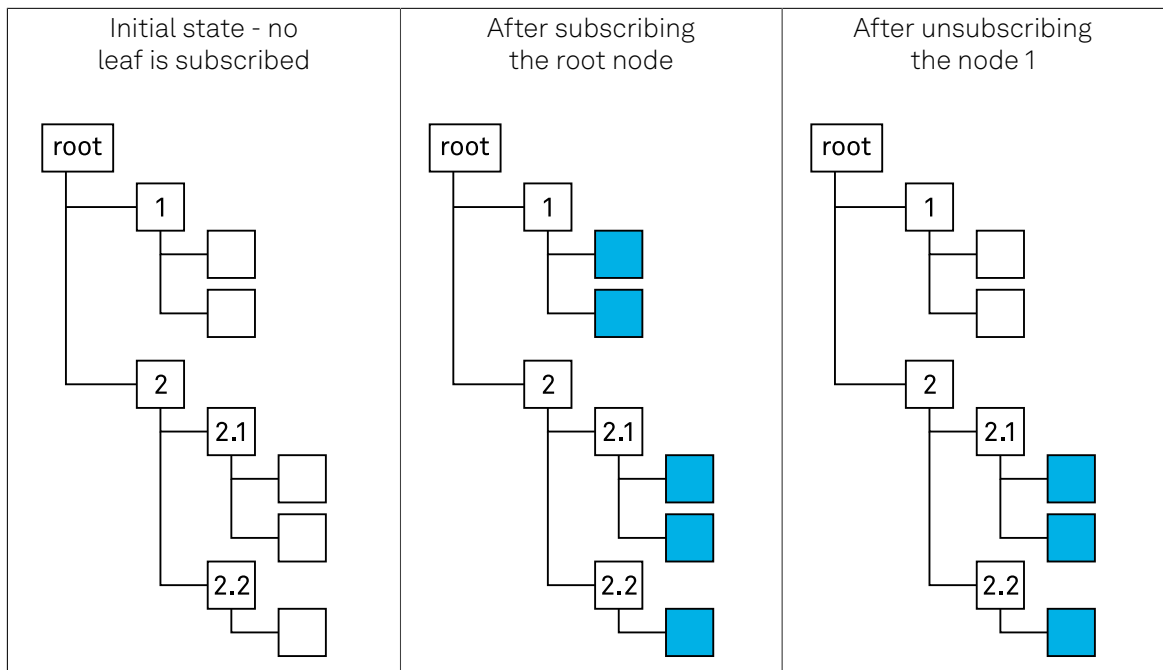 Initial state - no
leaf is subscribed
root
1
2
2.1
2.2
After subscribing
the root node
root
1
2
2.1
2.2
After unsubscribing
the node 1
root
1
2
2.1
2.2